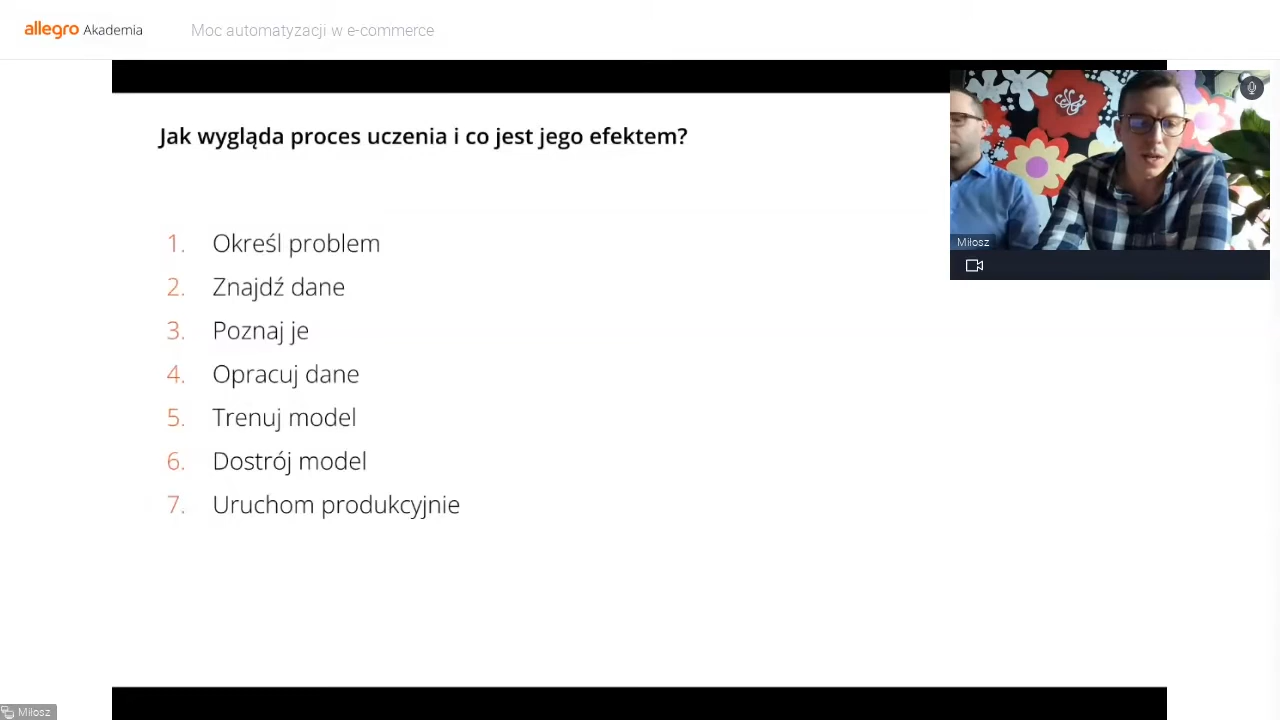 allegro Akademia
Moc automatyzacji w e-commerce
Jak wygląda proces uczenia i co jest jego efektem?
1. Określ problem
2. Znajdź dane
3. Poznaj je
4. Opracuj dane
5. Trenuj model
6. Dostrój model
7. Uruchom produkcyjnie
Miłosz
Miłosz